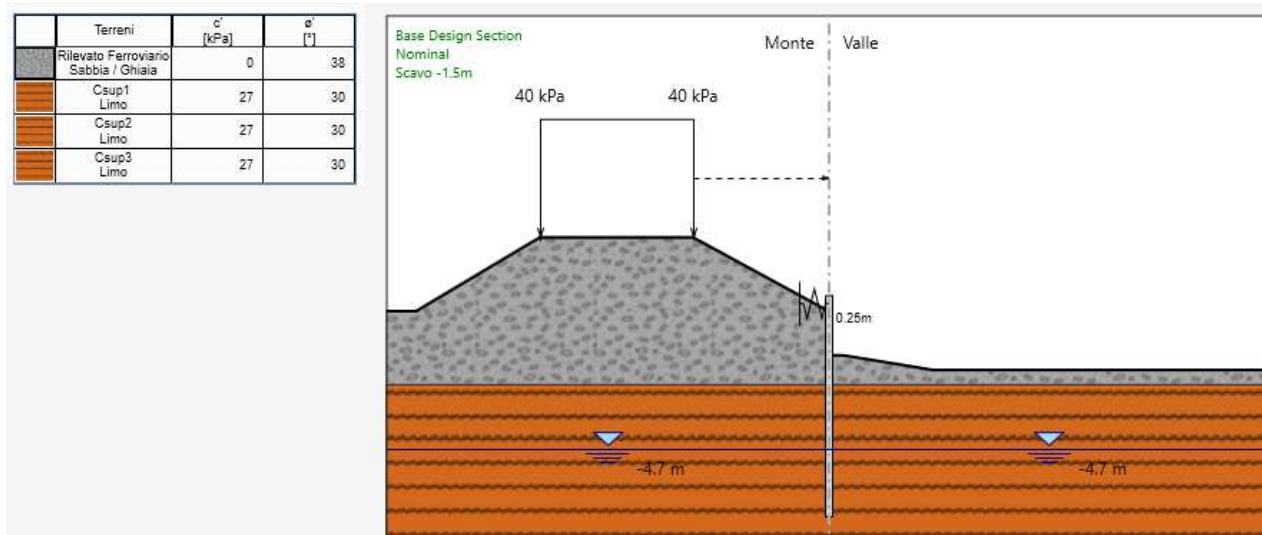 Terreni c' [kPa] ø' [°]
Rilevato Ferroviario
Sabbia / Ghiaia 0 38
Csup1
Limo 27 30
Csup2
Limo 27 30
Csup3
Limo 27 30
Base Design Section
Nominal
Scavo -1.5m
Monte Valle
40 kPa 40 kPa
0.25m
-4.7 m -4.7 m